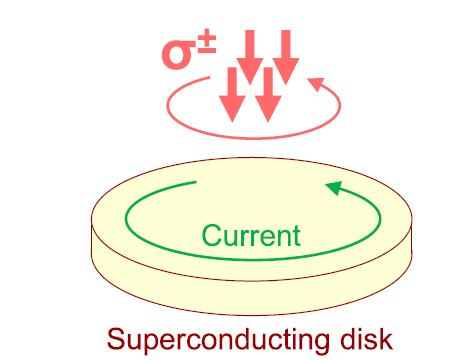 σ±
Current
Superconducting disk